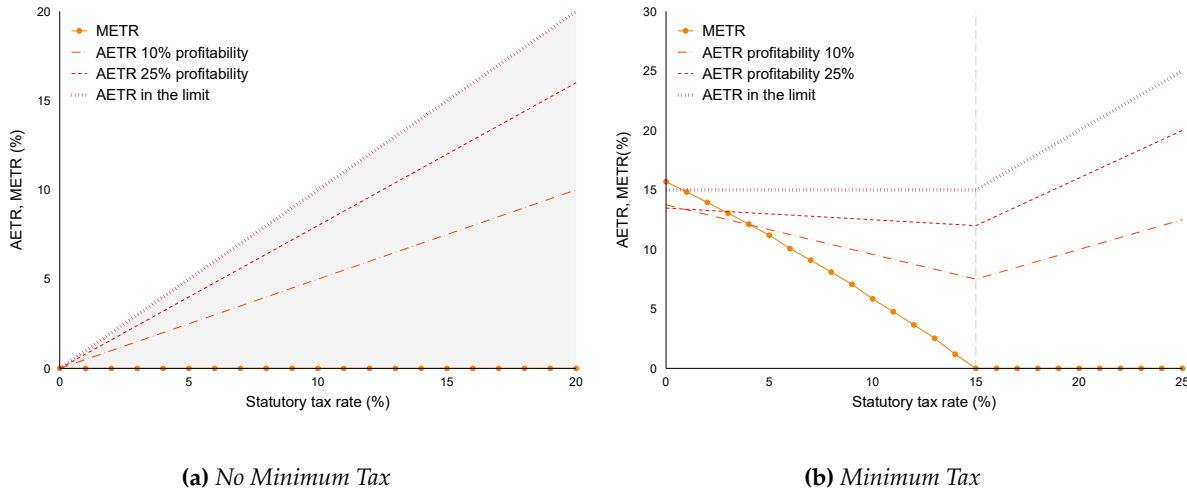 20
15
10
5
0
AETR, METR (%)
METR
AETR 10% profitability
AETR 25% profitability
AETR in the limit
0 5 10 15 20
Statutory tax rate (%)
(a) No Minimum Tax
30
25
20
15
10
5
0
AETR, METR(%)
METR
AETR profitability 10%
AETR profitability 25%
AETR in the limit
0 5 10 15 20 25
Statutory tax rate (%)
(b) Minimum Tax